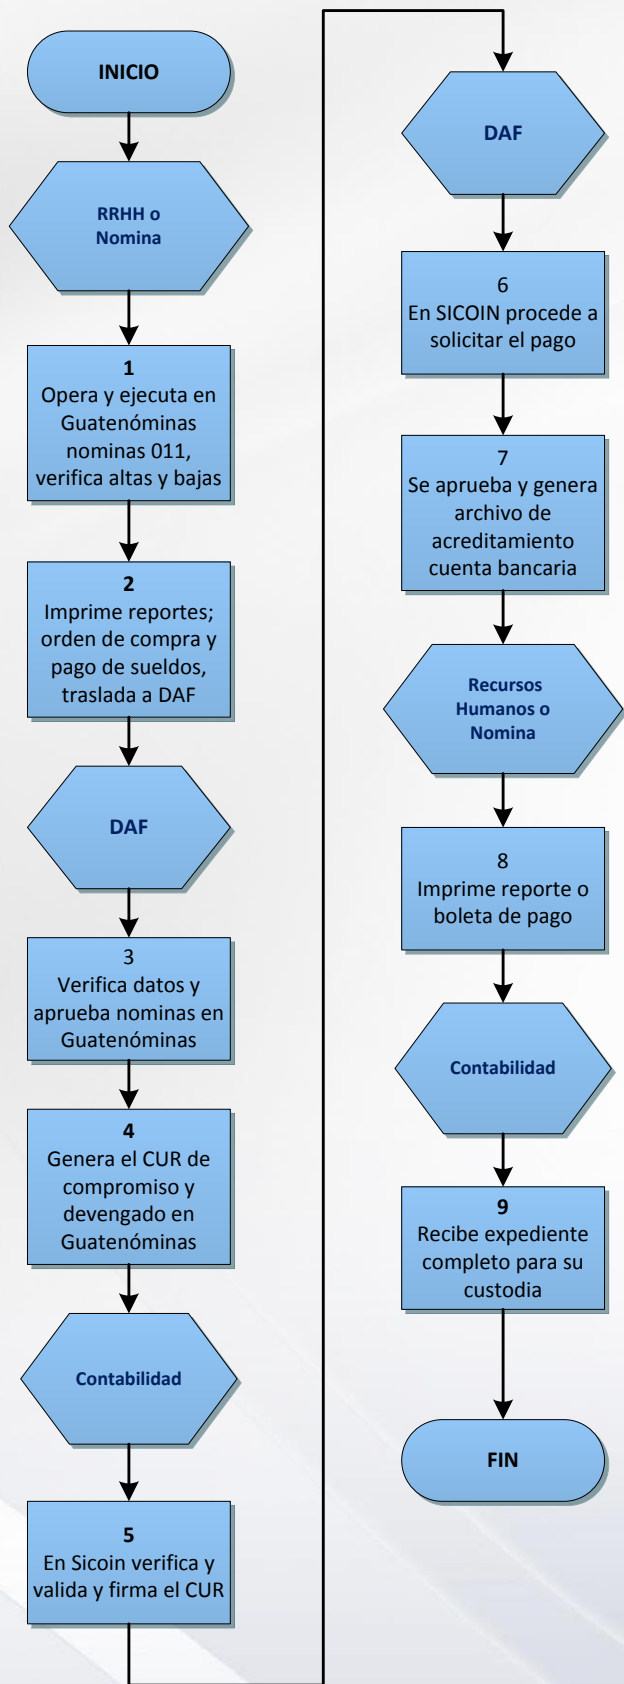 INICIO
RRHH o
Nomina
1
Opera y ejecuta en
Guatenóminas
nominas 011,
verifica altas y bajas
2
Imprime reportes;
orden de compra y
pago de sueldos,
traslada a DAF
DAF
3
Verifica datos y
aprueba nominas en
Guatenóminas
4
Genera el CUR de
compromiso y
devengado en
Guatenóminas
Contabilidad
5
En Sicoin verifica y
valida y firma el CUR
DAF
6
En SICOIN procede a
solicitar el pago
7
Se aprueba y genera
archivo de
acreditamiento
cuenta bancaria
Recursos
Humanos o
Nomina
8
Imprime reporte o
boleta de pago
Contabilidad
9
Recibe expediente
completo para su
custodia
FIN